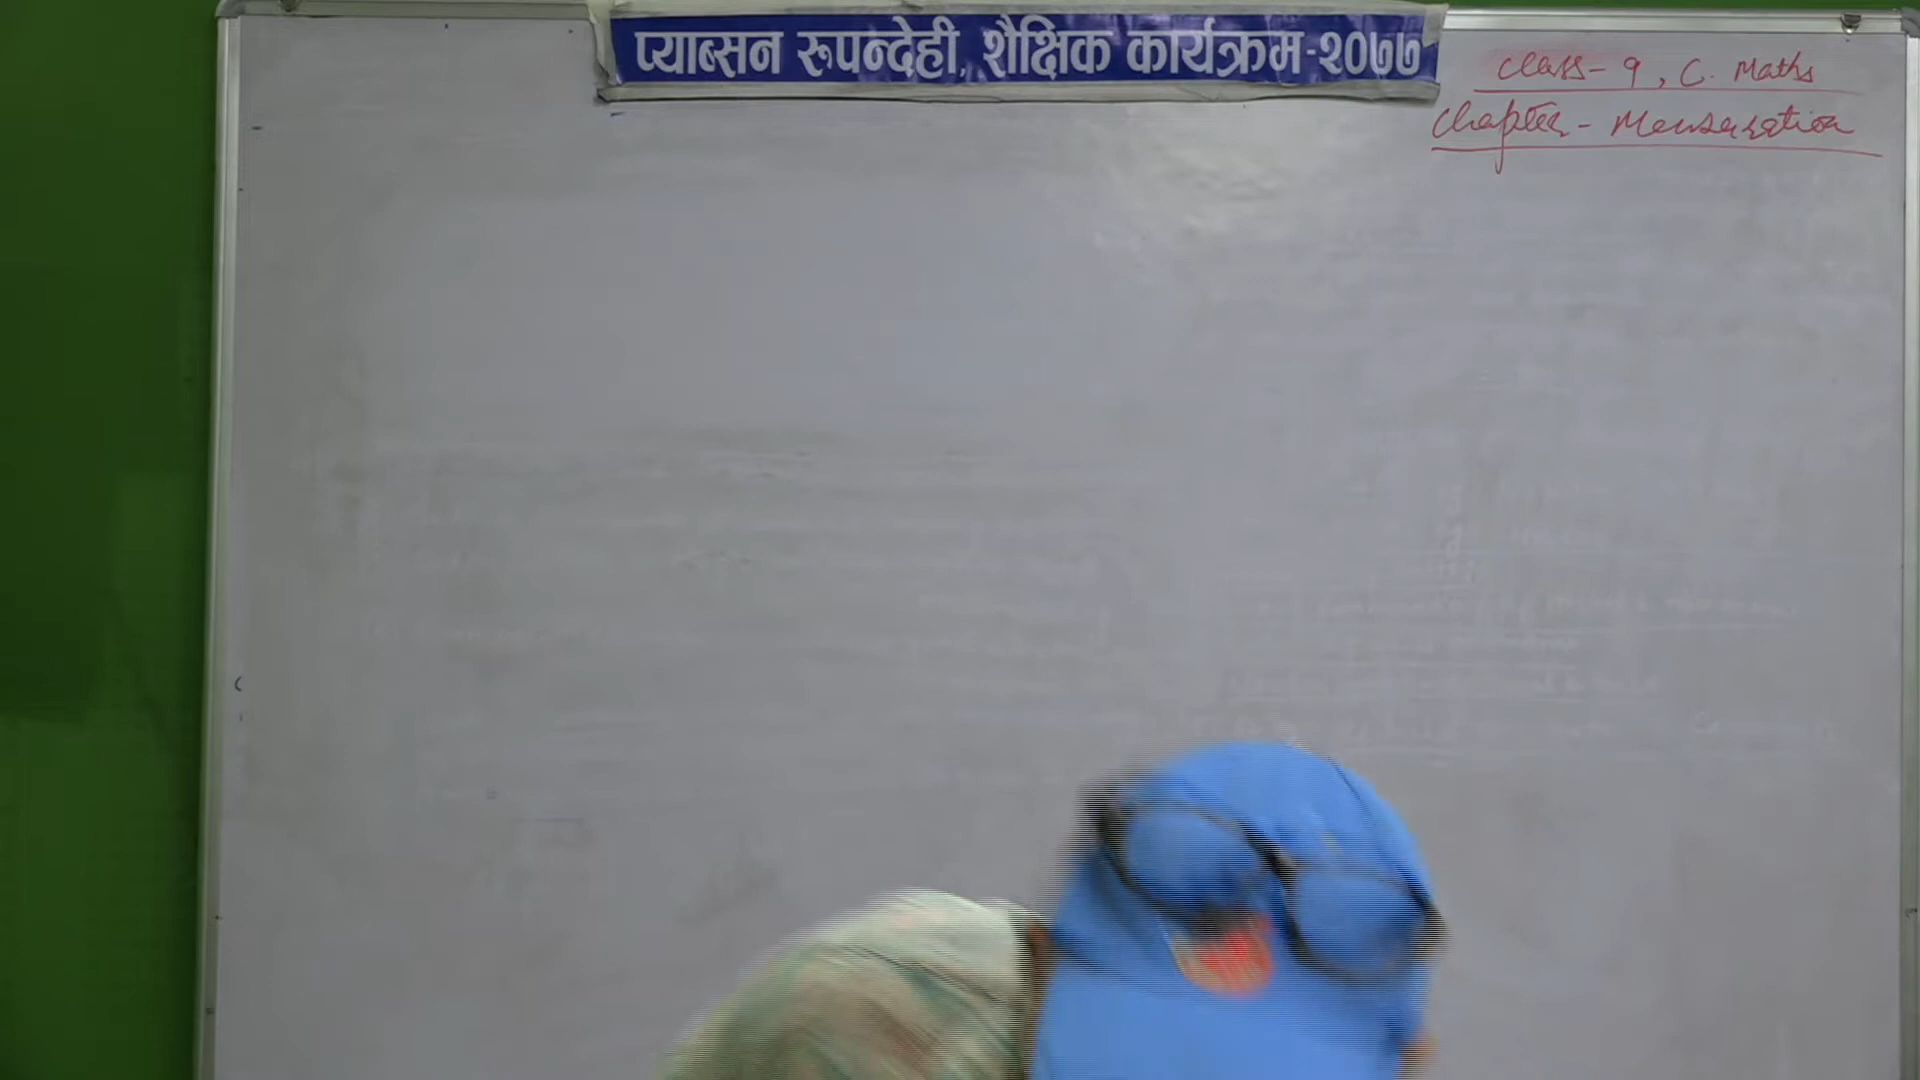 प्याब्सन रुपन्देही, शैक्षिक कार्यक्रम-२०७७
Class - 9, C. Maths
Chapter - Mensuration